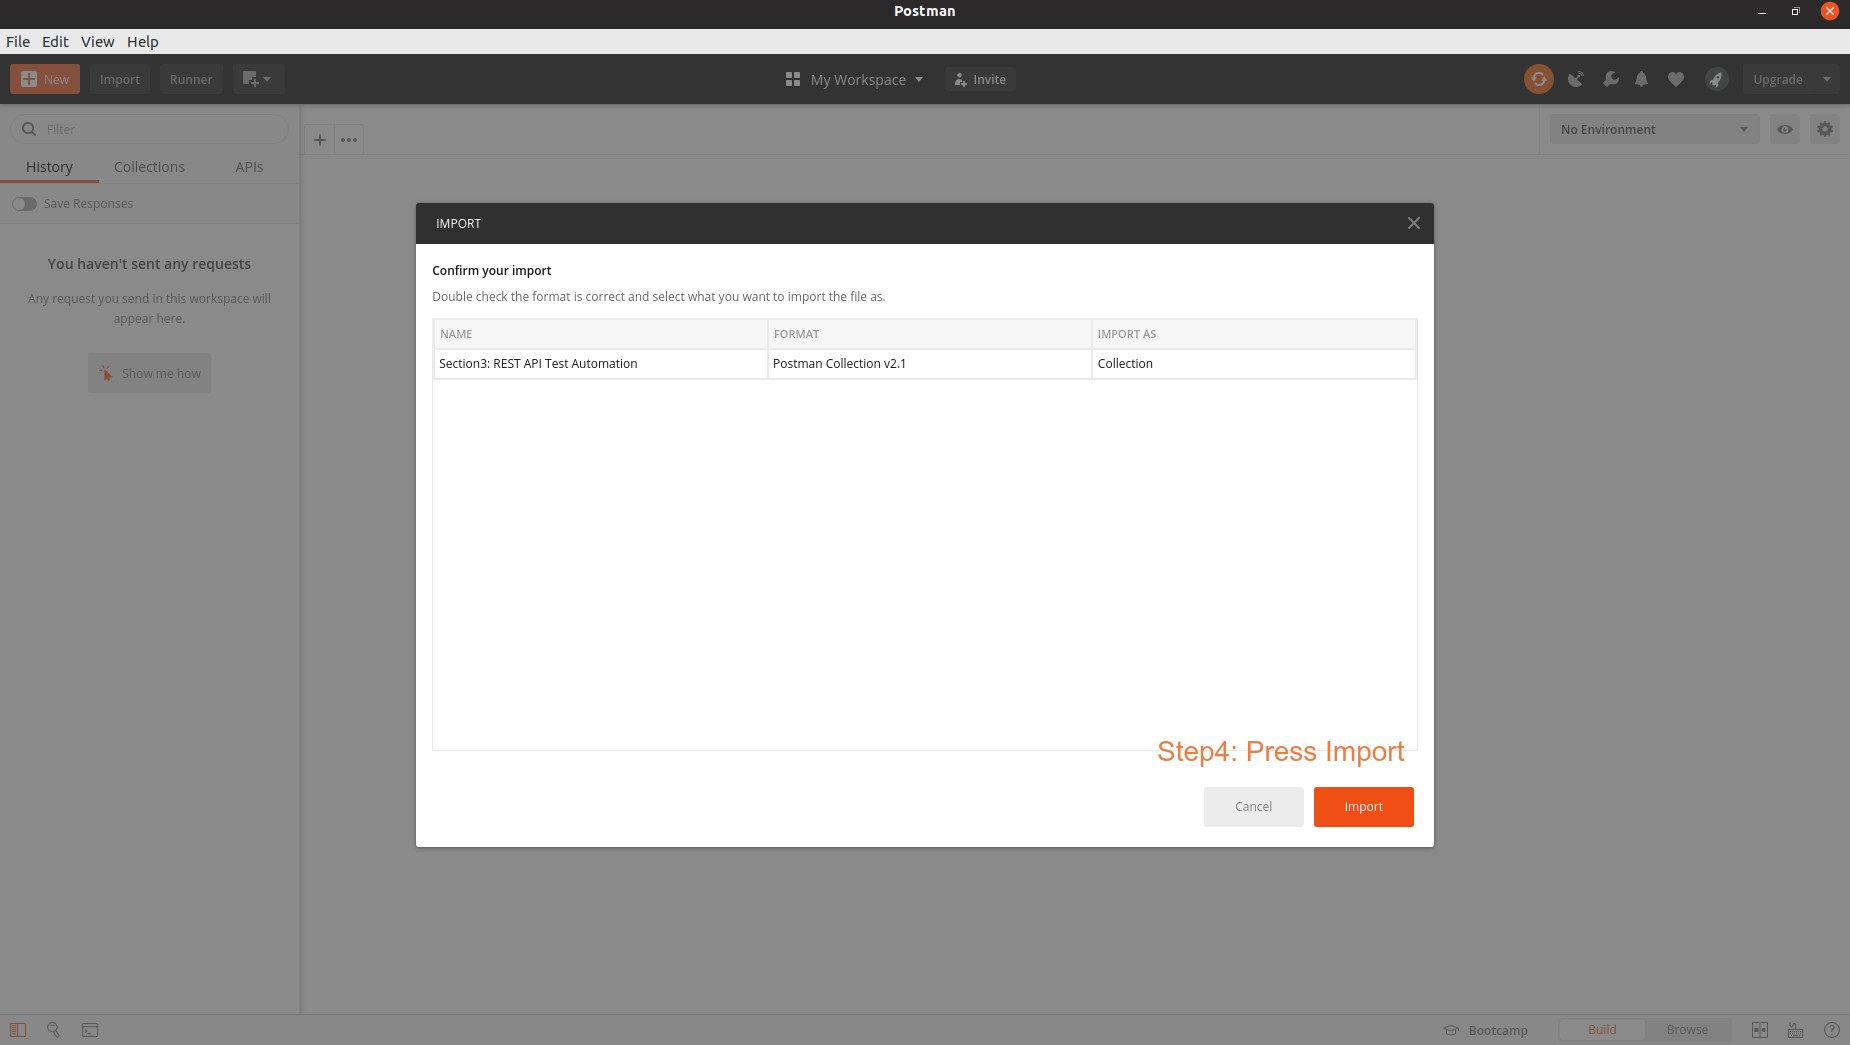 Postman
File Edit View Help
New Import Runner My Workspace Invite Upgrade
Filter
No Environment
History Collections APIs
Save Responses
You haven't sent any requests
Any request you send in this workspace will
appear here.
Show me how
IMPORT
Confirm your import
Double check the format is correct and select what you want to import the file as.
NAME FORMAT IMPORT AS
Section3: REST API Test Automation Postman Collection v2.1 Collection
Step4: Press Import
Cancel Import
Bootcamp Build Browse